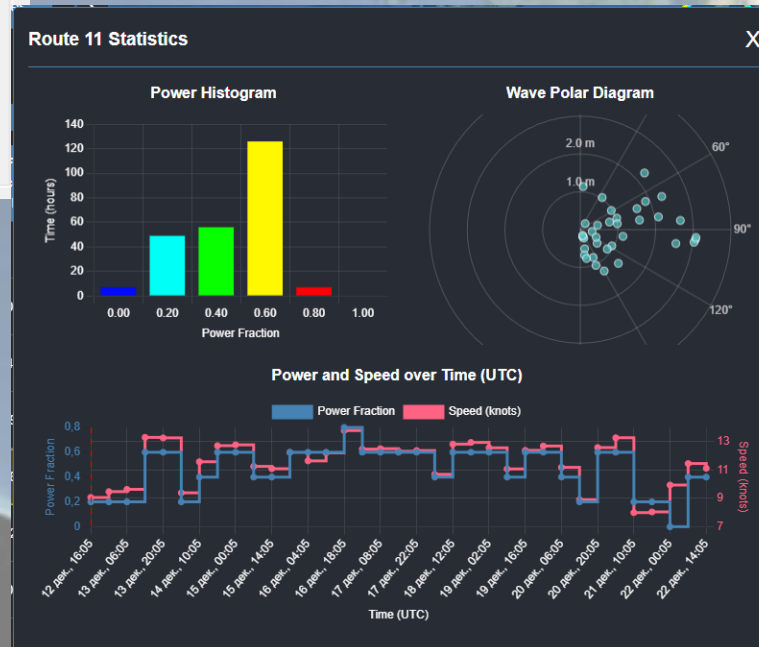 Route 11 Statistics
X
Power Histogram
Time (hours)
140
120
100
80
60
40
20
0
0.00 0.20 0.40 0.60 0.80 1.00
Power Fraction
Wave Polar Diagram
2.0 m
1.0 m
60°
90°
120°
Power and Speed over Time (UTC)
Power Fraction Speed (knots)
Power Fraction
0,8
0,6
0,4
0,2
0
13
11
9
7
Speed (knots)
12 дек., 16:05
13 дек., 06:05
13 дек., 20:05
14 дек., 10:05
15 дек., 00:05
15 дек., 14:05
16 дек., 04:05
16 дек., 18:05
17 дек., 08:05
17 дек., 22:05
18 дек., 12:05
19 дек., 02:05
19 дек., 16:05
20 дек., 06:05
20 дек., 20:05
21 дек., 10:05
22 дек., 00:05
22 дек., 14:05
Time (UTC)